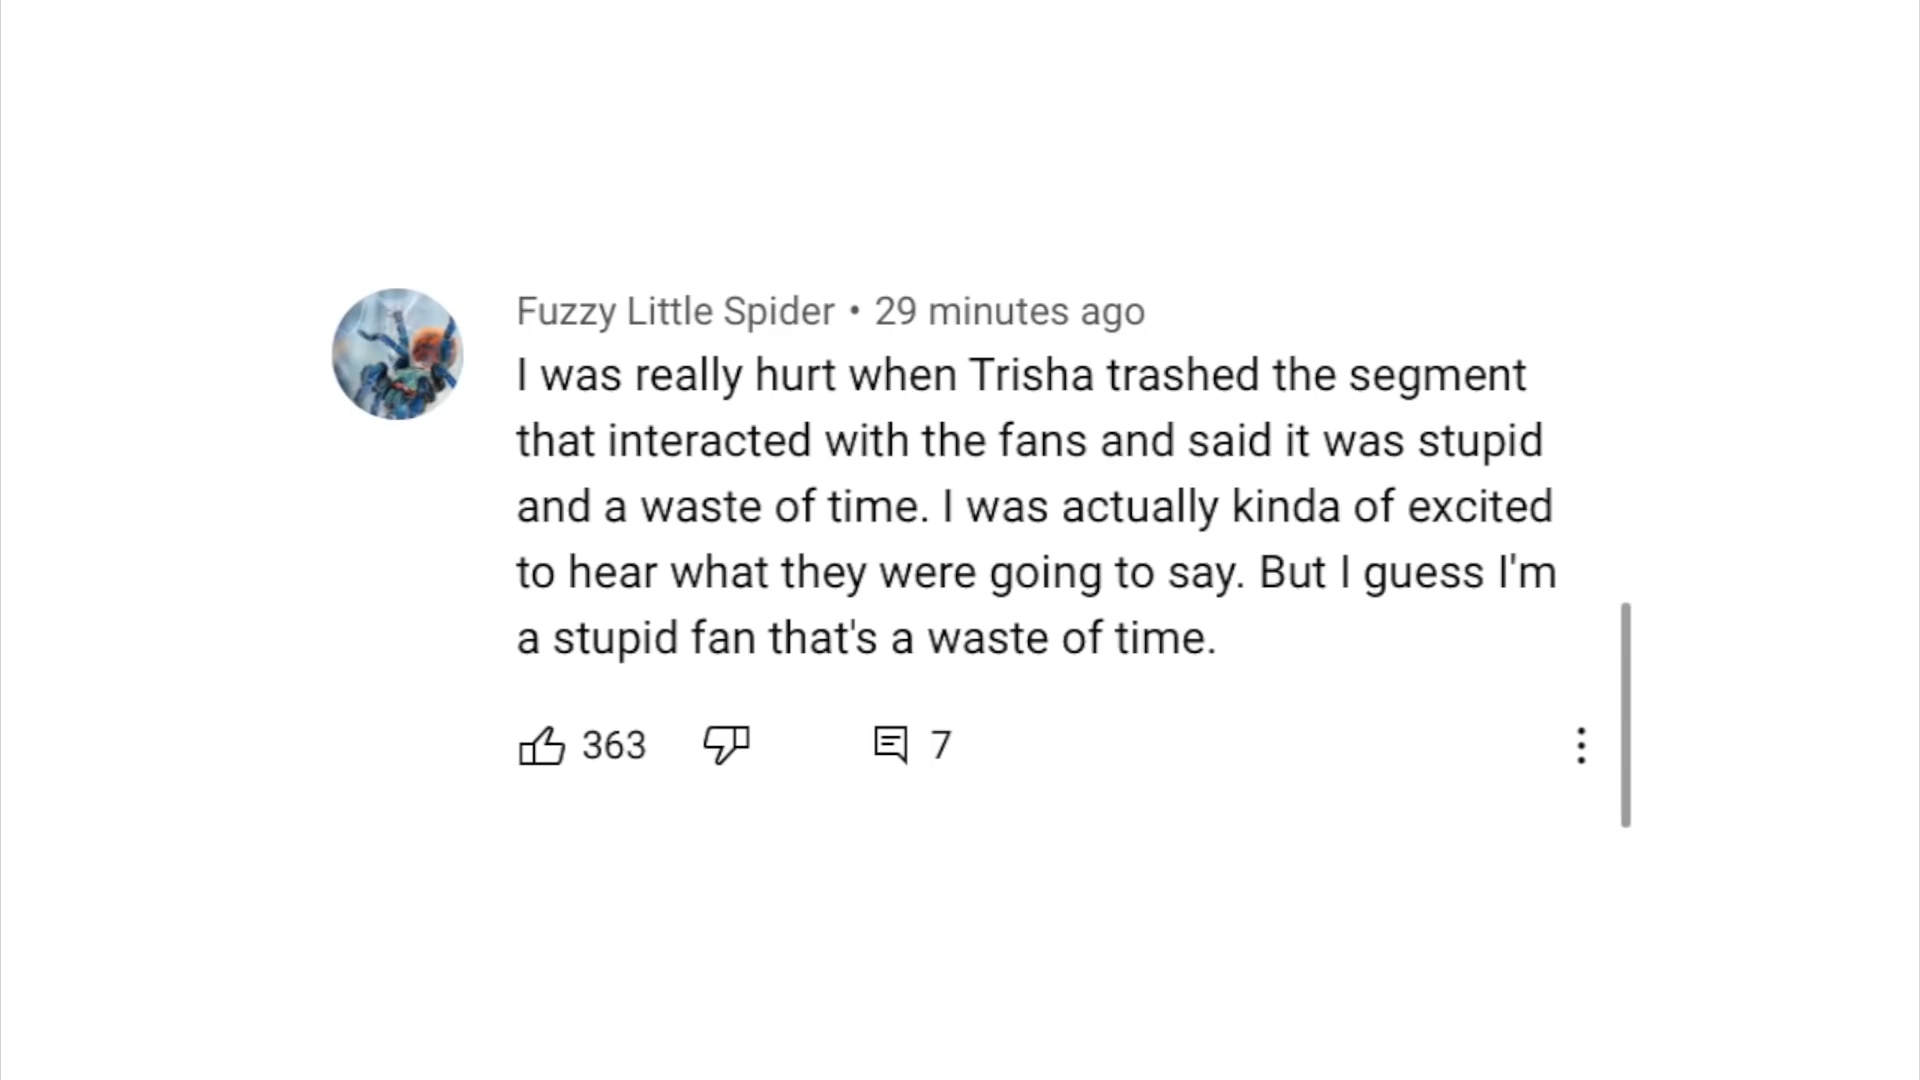 Fuzzy Little Spider • 29 minutes ago
I was really hurt when Trisha trashed the segment
that interacted with the fans and said it was stupid
and a waste of time. I was actually kinda of excited
to hear what they were going to say. But I guess I'm
a stupid fan that's a waste of time.
363 7